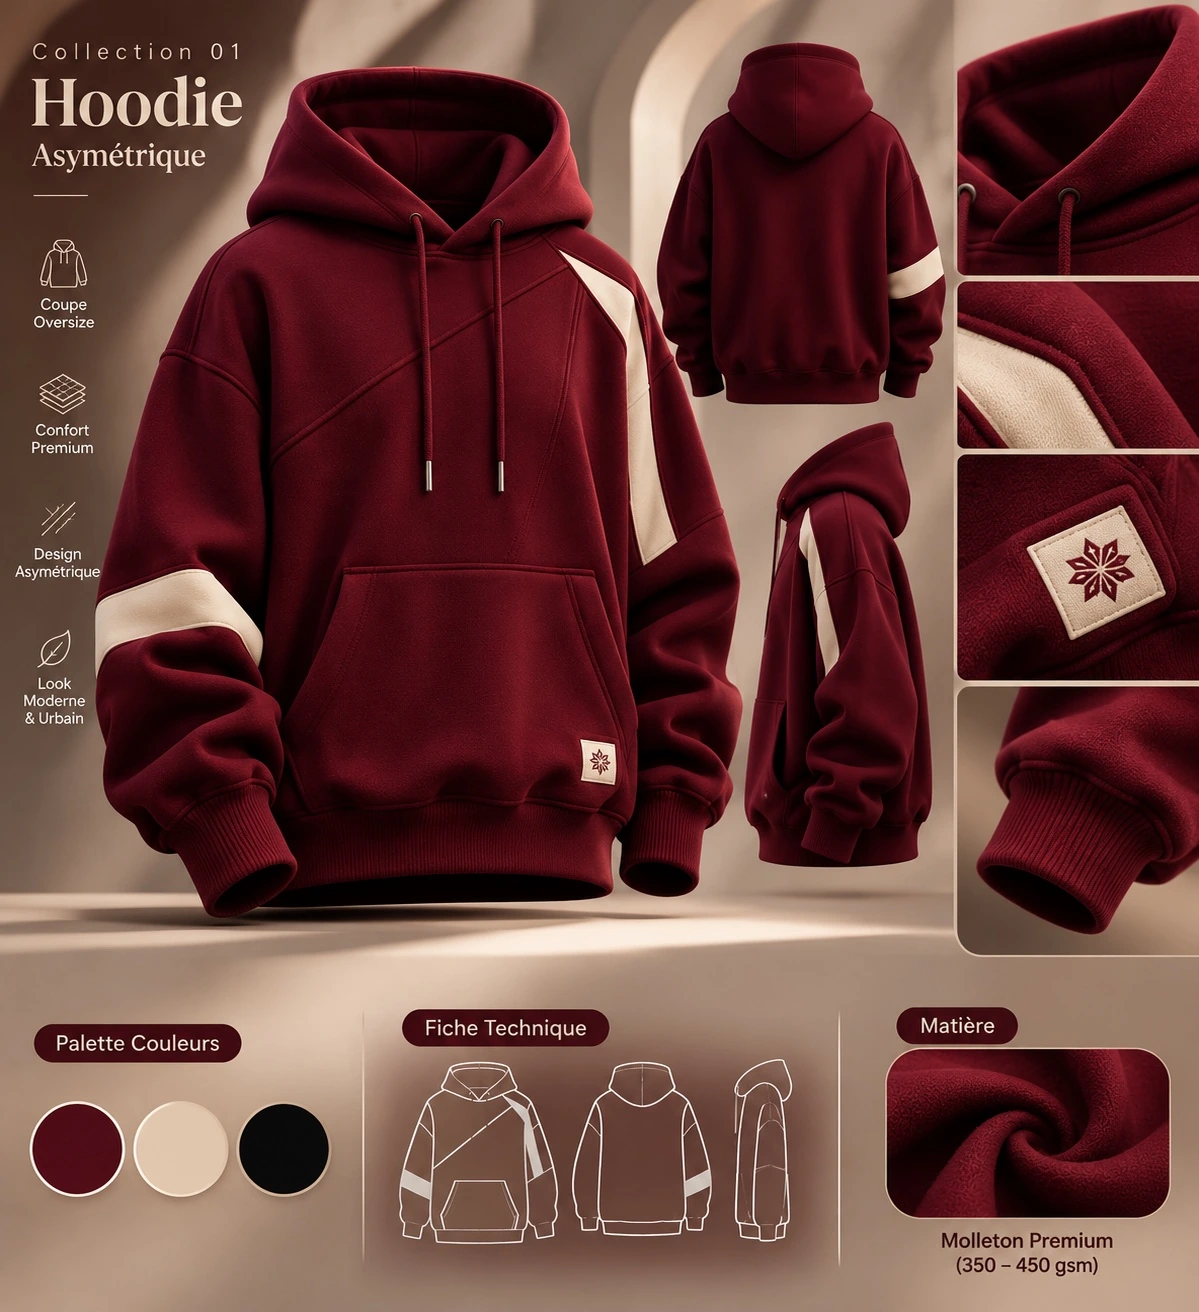 Collection 01
Hoodie
Asymétrique
Coupe
Oversize
Confort
Premium
Design
Asymétrique
Look
Moderne
& Urbain
Palette Couleurs
Fiche Technique
Matière
Molleton Premium
(350 – 450 gsm)